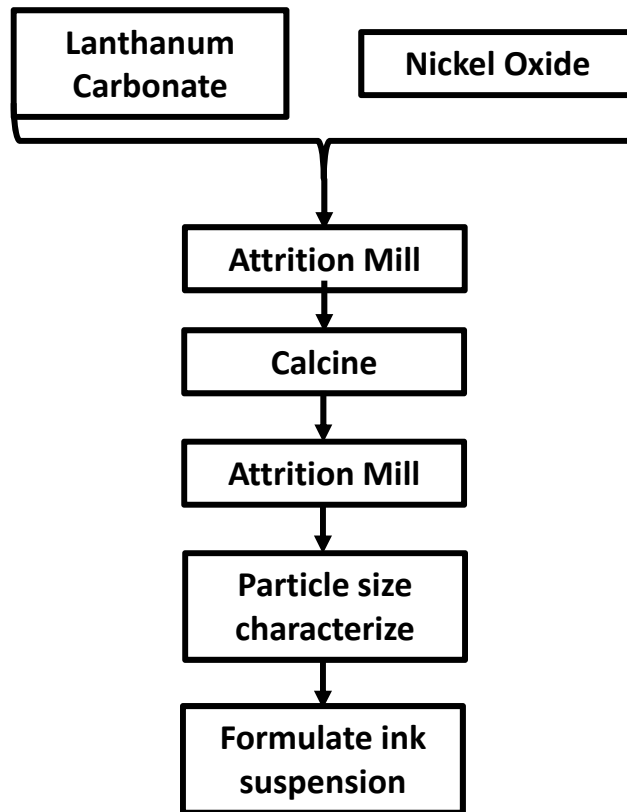 Lanthanum
Carbonate
Nickel Oxide
Attrition Mill
Calcine
Attrition Mill
Particle size
characterize
Formulate ink
suspension